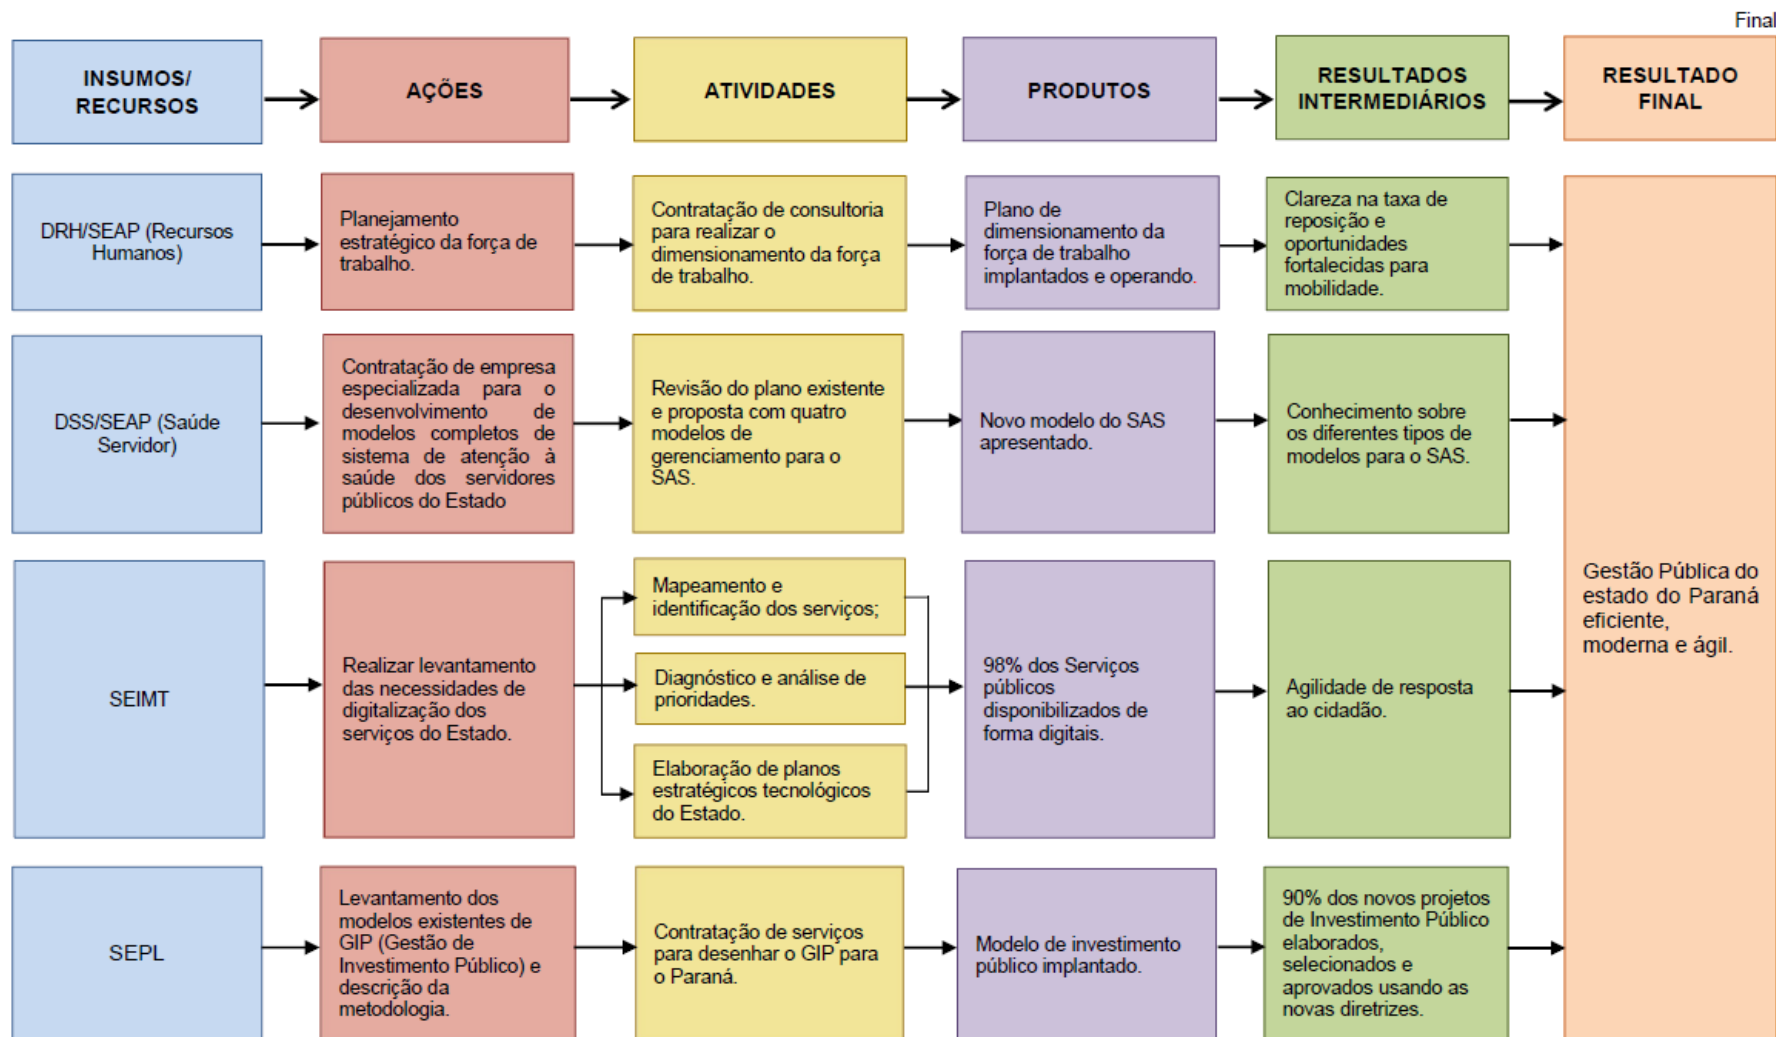 Final
INSUMOS/
RECURSOS
AÇÕES
ATIVIDADES
PRODUTOS
RESULTADOS
INTERMEDIÁRIOS
RESULTADO
FINAL
DRH/SEAP (Recursos
Humanos)
Planejamento
estratégico da força de
trabalho.
Contratação de consultoria
para realizar o
dimensionamento da força
de trabalho.
Plano de
dimensionamento da
força de trabalho
implantados e operando.
Clareza na taxa de
reposição e
oportunidades
fortalecidas para
mobilidade.
DSS/SEAP (Saúde
Servidor)
Contratação de empresa
especializada para o
desenvolvimento de
modelos completos de
sistema de atenção à
saúde dos servidores
públicos do Estado
Revisão do plano existente
e proposta com quatro
modelos de
gerenciamento para o
SAS.
Novo modelo do SAS
apresentado.
Conhecimento sobre
os diferentes tipos de
modelos para o SAS.
SEIMT
Realizar levantamento
das necessidades de
digitalização dos
serviços do Estado.
Mapeamento e
identificação dos serviços;
Diagnóstico e análise de
prioridades.
Elaboração de planos
estratégicos tecnológicos
do Estado.
98% dos Serviços
públicos
disponibilizados de
forma digitais.
Agilidade de resposta
ao cidadão.
Gestão Pública do
estado do Paraná
eficiente,
moderna e ágil.
SEPL
Levantamento dos
modelos existentes de
GIP (Gestão de
Investimento Público) e
descrição da
metodologia.
Contratação de serviços
para desenhar o GIP para
o Paraná.
Modelo de investimento
público implantado.
90% dos novos projetos
de Investimento Público
elaborados,
selecionados e
aprovados usando as
novas diretrizes.